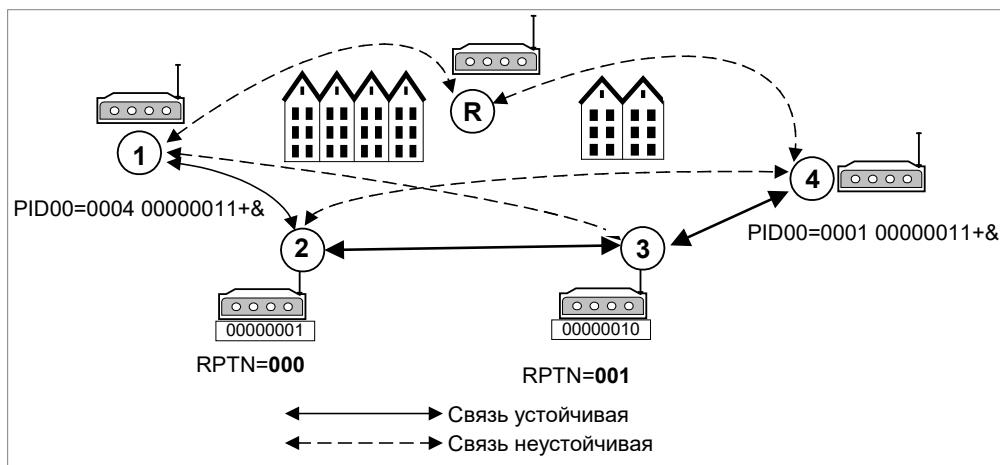 R
1
4
PID00=0004 00000011+&
PID00=0001 00000011+&
2
3
00000001
00000010
RPTN=000
RPTN=001
Связь устойчивая
Связь неустойчивая